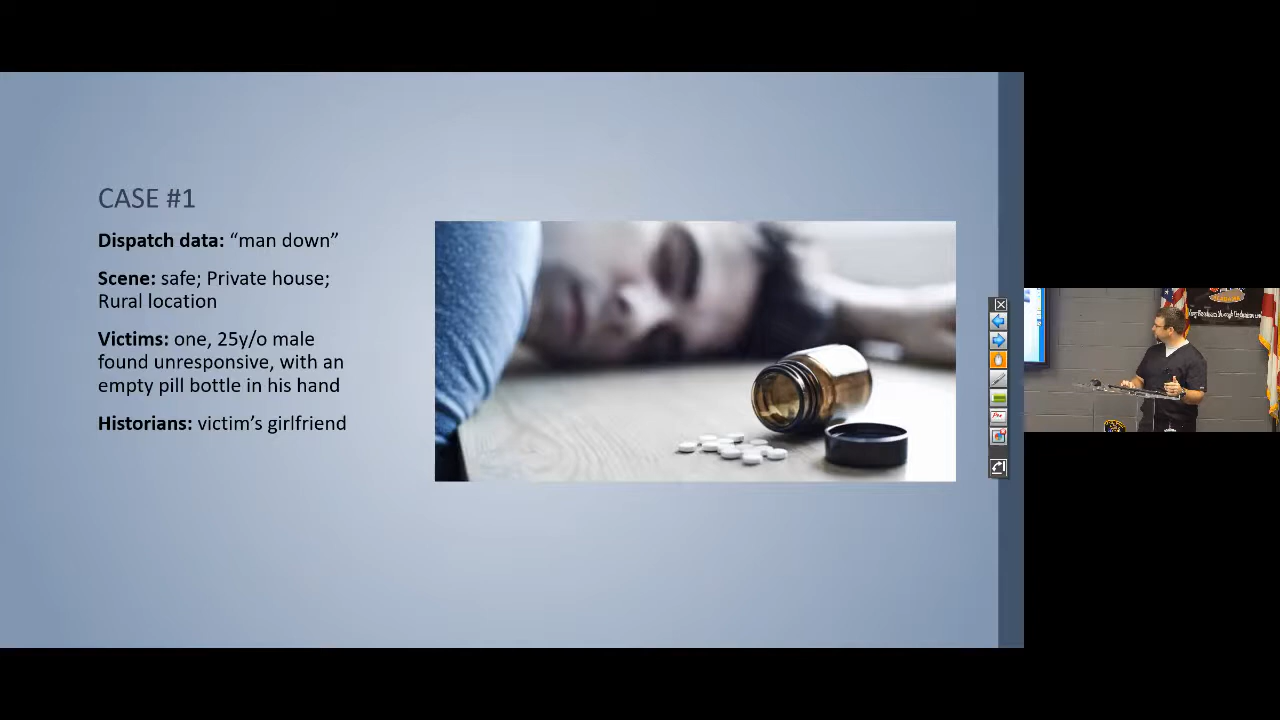 CASE #1
Dispatch data: “man down”
Scene: safe; Private house;
Rural location
Victims: one, 25y/o male
found unresponsive, with an
empty pill bottle in his hand
Historians: victim’s girlfriend